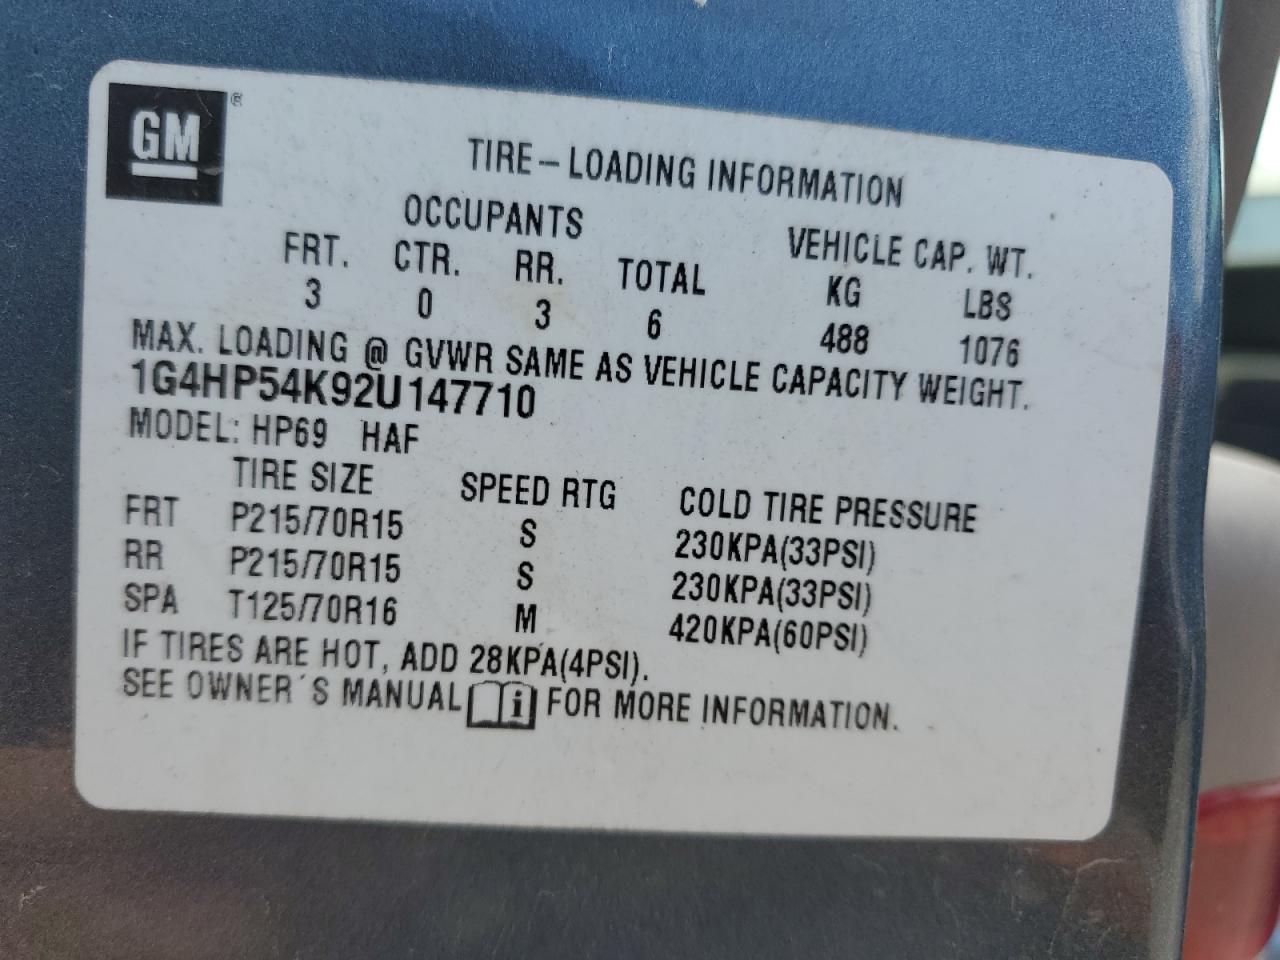 GM®
TIRE–LOADING INFORMATION
OCCUPANTS VEHICLE CAP. WT.
FRT. CTR. RR. TOTAL KG LBS
3 0 3 6 488 1076
MAX. LOADING @ GVWR SAME AS VEHICLE CAPACITY WEIGHT.
1G4HP54K92U147710
MODEL: HP69 HAF
TIRE SIZE SPEED RTG COLD TIRE PRESSURE
FRT P215/70R15 S 230KPA(33PSI)
RR P215/70R15 S 230KPA(33PSI)
SPA T125/70R16 M 420KPA(60PSI)
IF TIRES ARE HOT, ADD 28KPA(4PSI).
SEE OWNER´S MANUAL i FOR MORE INFORMATION.